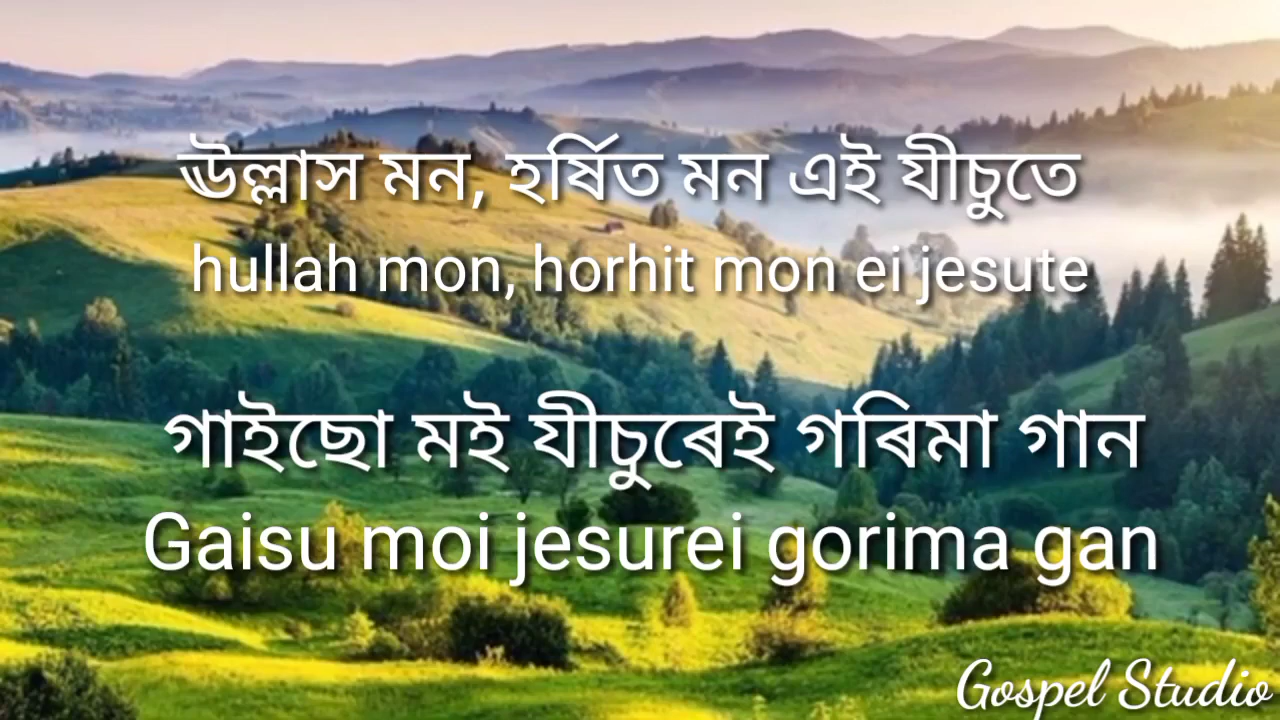 ঊল্লাস মন, হৰ্ষিত মন এই যীচুতে
hullah mon, horhit mon ei jesute
গাইছো মই যীচুৰেই গৰিমা গান
Gaisu moi jesurei gorima gan
Gospel Studio